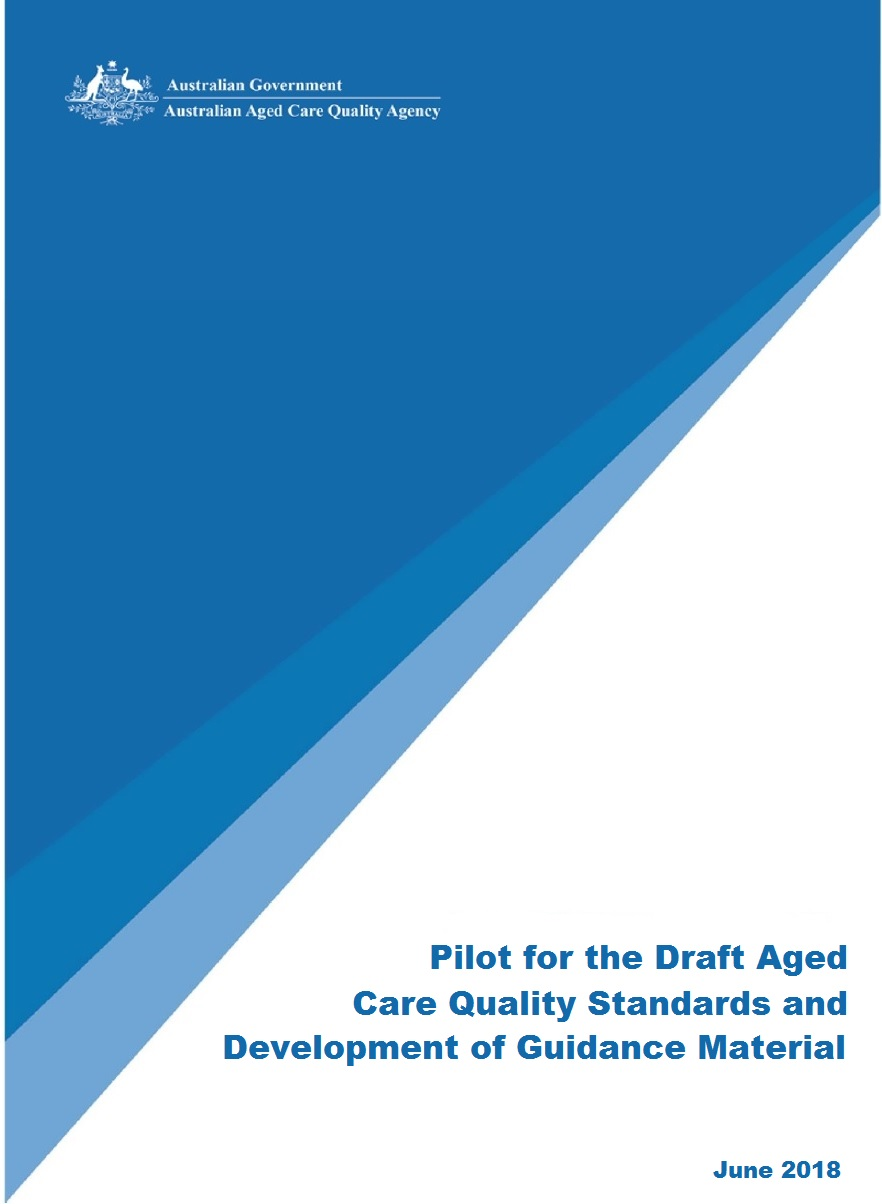 Australian Government
Australian Aged Care Quality Agency
Pilot for the Draft Aged
Care Quality Standards and
Development of Guidance Material
June 2018